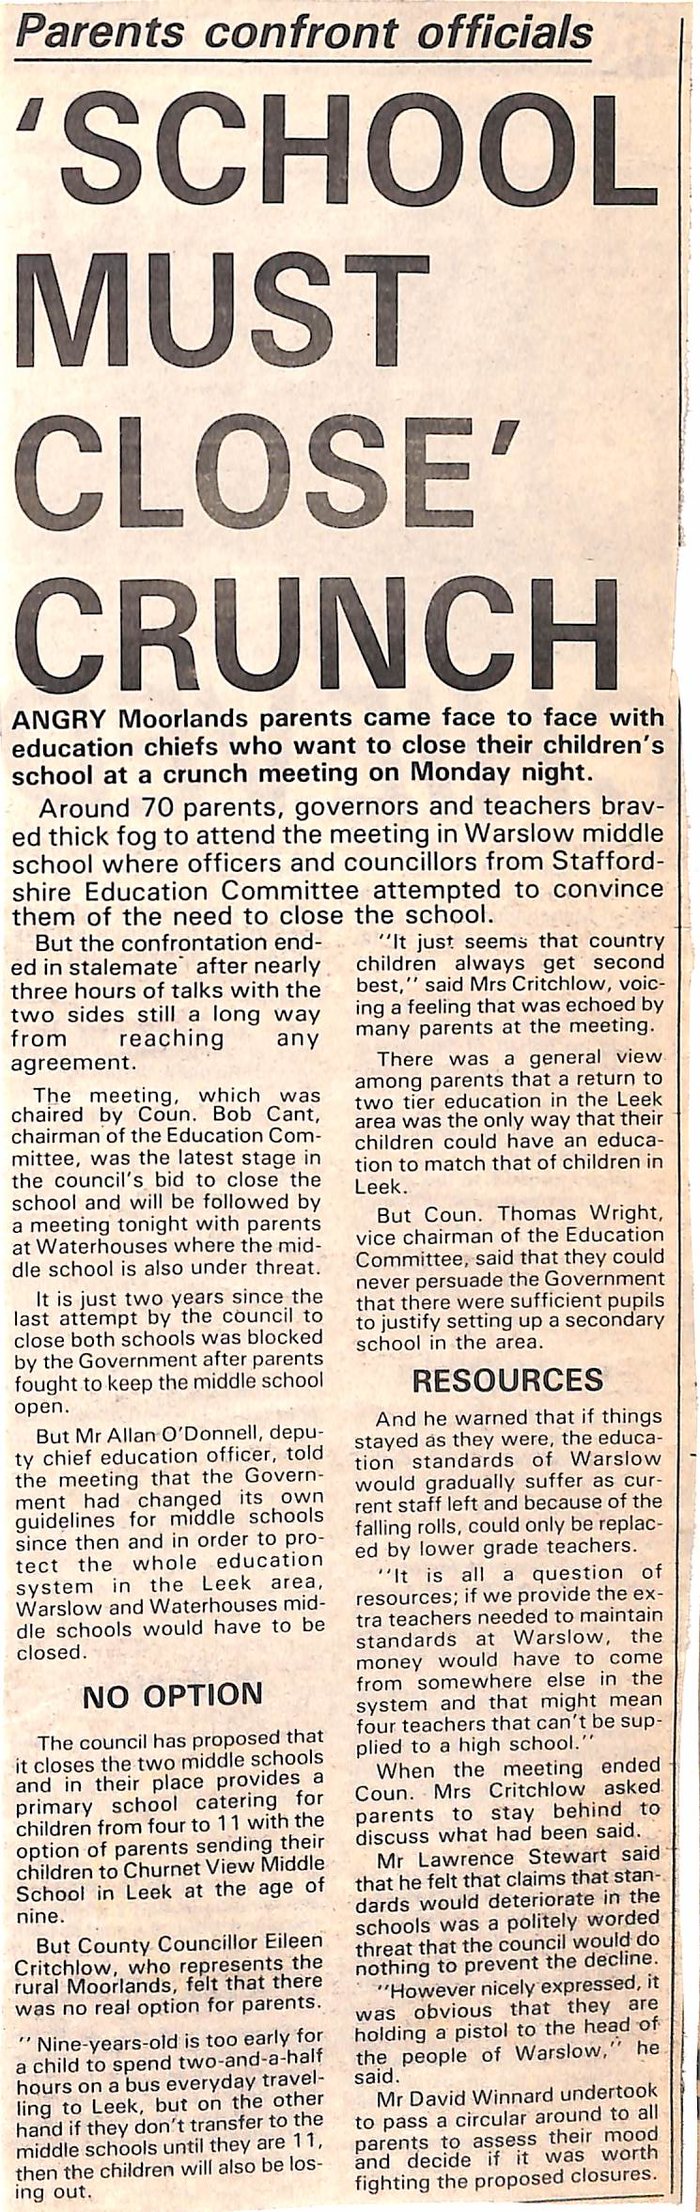 Parents confront officials
‘SCHOOL
MUST
CLOSE’
CRUNCH
ANGRY Moorlands parents came face to face with
education chiefs who want to close their children's
school at a crunch meeting on Monday night.
Around 70 parents, governors and teachers brav-
ed thick fog to attend the meeting in Warslow middle
school where officers and councillors from Stafford-
shire Education Committee attempted to convince
them of the need to close the school.
But the confrontation end-
ed in stalemate after nearly
three hours of talks with the
two sides still a long way
from reaching any
agreement.
The meeting, which was
chaired by Coun. Bob Cant,
chairman of the Education Com-
mittee, was the latest stage in
the council's bid to close the
school and will be followed by
a meeting tonight with parents
at Waterhouses where the mid-
dle school is also under threat.
It is just two years since the
last attempt by the council to
close both schools was blocked
by the Government after parents
fought to keep the middle school
open.
But Mr Allan O'Donnell, depu-
ty chief education officer, told
the meeting that the Govern-
ment had changed its own
guidelines for middle schools
since then and in order to pro-
tect the whole education
system in the Leek area,
Warslow and Waterhouses mid-
dle schools would have to be
closed.
NO OPTION
The council has proposed that
it closes the two middle schools
and in their place provides a
primary school catering for
children from four to 11 with the
option of parents sending their
children to Churnet View Middle
School in Leek at the age of
nine.
But County Councillor Eileen
Critchlow, who represents the
rural Moorlands, felt that there
was no real option for parents.
" Nine-years-old is too early for
a child to spend two-and-a-half
hours on a bus everyday travel-
ling to Leek, but on the other
hand if they don't transfer to the
middle schools until they are 11,
then the children will also be los-
ing out.
"It just seems that country
children always get second
best," said Mrs Critchlow, voic-
ing a feeling that was echoed by
many parents at the meeting.
There was a general view
among parents that a return to
two tier education in the Leek
area was the only way that their
children could have an educa-
tion to match that of children in
Leek.
But Coun. Thomas Wright,
vice chairman of the Education
Committee, said that they could
never persuade the Government
that there were sufficient pupils
to justify setting up a secondary
school in the area.
RESOURCES
And he warned that if things
stayed as they were, the educa-
tion standards of Warslow
would gradually suffer as cur-
rent staff left and because of the
falling rolls, could only be replac-
ed by lower grade teachers.
"It is all a question of
resources; if we provide the ex-
tra teachers needed to maintain
standards at Warslow, the
money would have to come
from somewhere else in the
system and that might mean
four teachers that can't be sup-
plied to a high school."
When the meeting ended
Coun. Mrs Critchlow asked
parents to stay behind to
discuss what had been said.
Mr Lawrence Stewart said
that he felt that claims that stan-
dards would deteriorate in the
schools was a politely worded
threat that the council would do
nothing to prevent the decline.
"However nicely expressed, it
was obvious that they are
holding a pistol to the head of
the people of Warslow," he
said.
Mr David Winnard undertook
to pass a circular around to all
parents to assess their mood
and decide if it was worth
fighting the proposed closures.